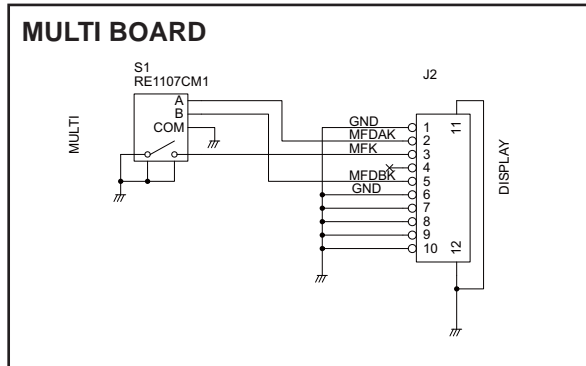 MULTI BOARD
S1
RE1107CM1
J2
A
B
COM
MULTI
GND
MFDAK
MFK
MFDBK
GND
1
2
3
4
5
6
7
8
9
10
11
12
DISPLAY